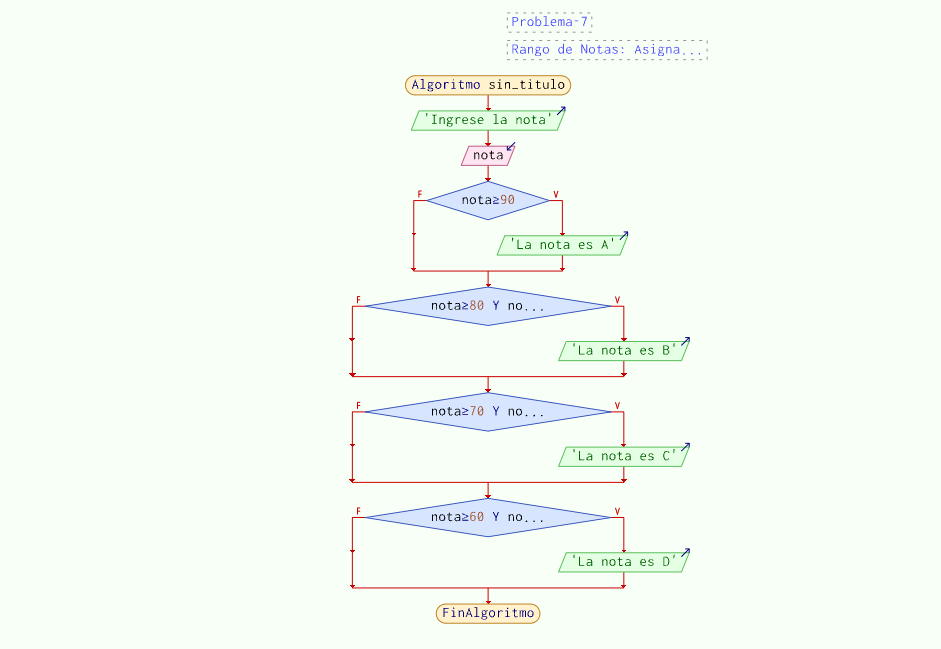 Problema-7
Rango de Notas: Asigna...
Algoritmo sin_titulo
'Ingrese la nota'
nota
F
V
nota≥90
'La nota es A'
F
V
nota≥80 Y no...
'La nota es B'
F
V
nota≥70 Y no...
'La nota es C'
F
V
nota≥60 Y no...
'La nota es D'
FinAlgoritmo